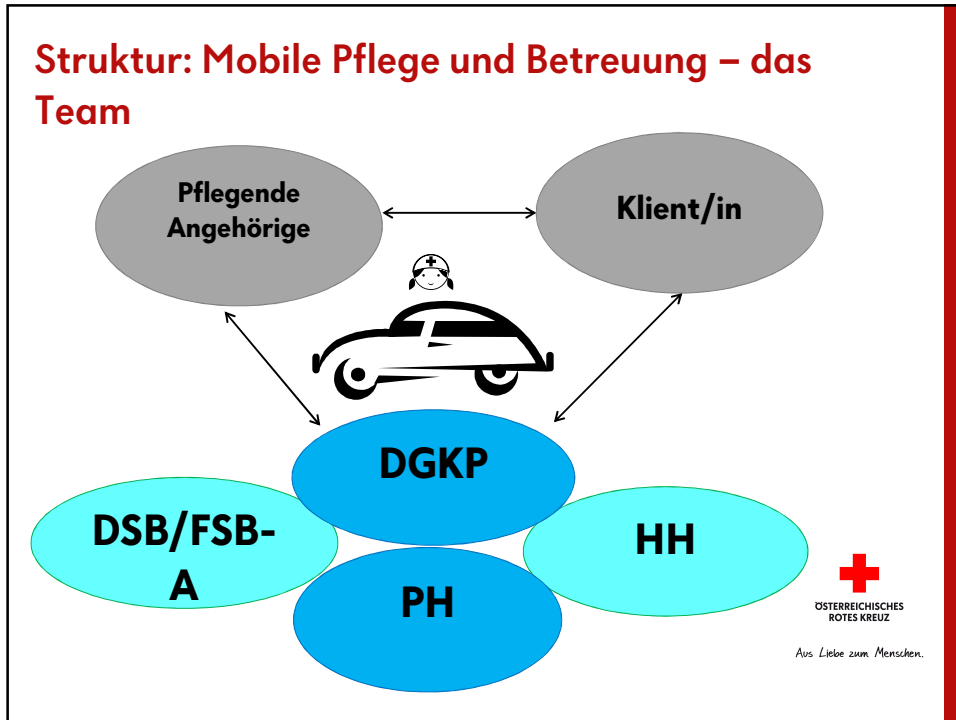 Struktur: Mobile Pflege und Betreuung – das
Team
Pflegende
Angehörige
Klient/in
DGKP
DSB/FSB-
A
HH
PH
ÖSTERREICHISCHES
ROTES KREUZ
Aus Liebe zum Menschen.